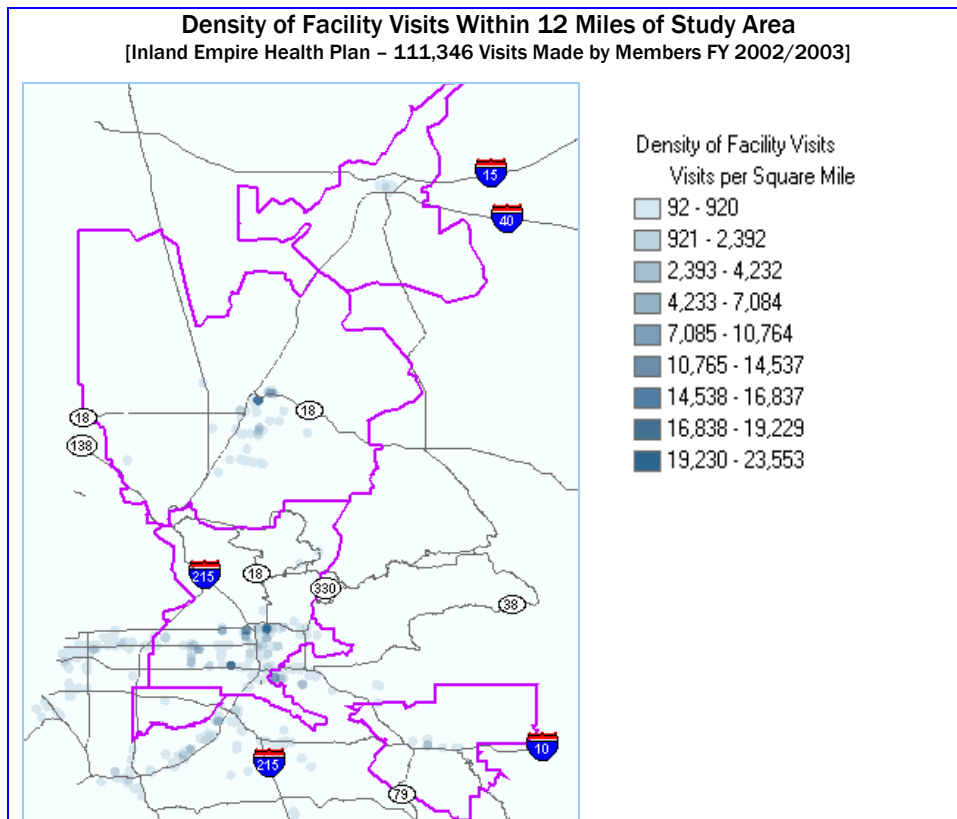 Density of Facility Visits Within 12 Miles of Study Area
[Inland Empire Health Plan – 111,346 Visits Made by Members FY 2002/2003]
Density of Facility Visits
Visits per Square Mile
92 - 920
921 - 2,392
2,393 - 4,232
4,233 - 7,084
7,085 - 10,764
10,765 - 14,537
14,538 - 16,837
16,838 - 19,229
19,230 - 23,553
15
40
18
18
138
215
18
330
38
10
215
79